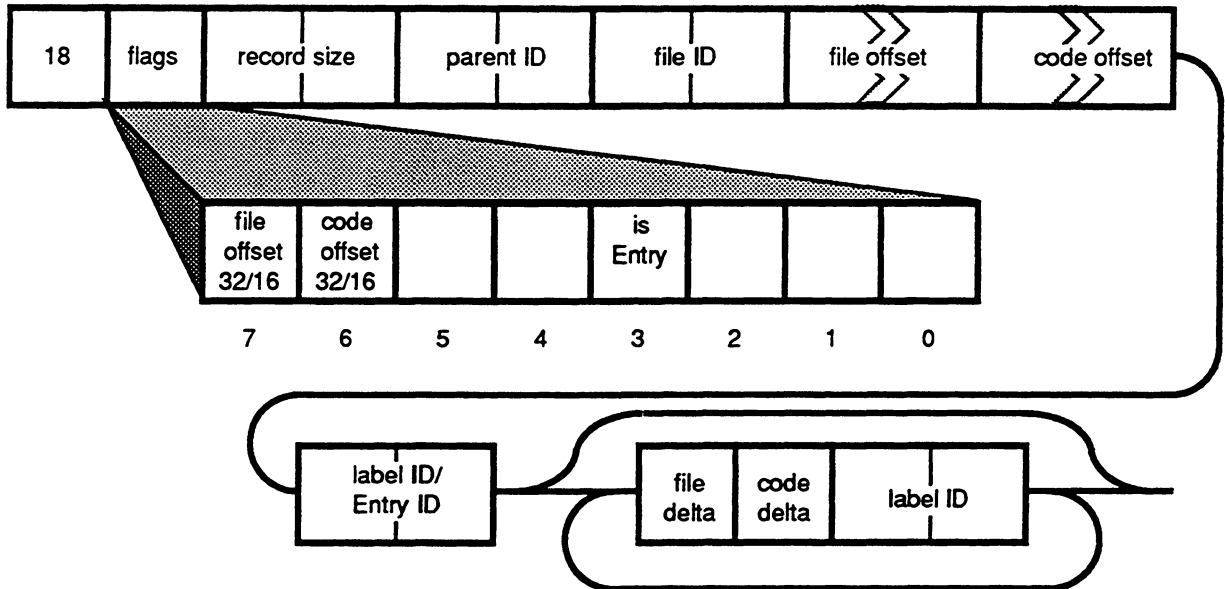 18 flags record size parent ID file ID file offset code offset
file offset 32/16
code offset 32/16
is Entry
7 6 5 4 3 2 1 0
label ID/
Entry ID
file delta
code delta
label ID